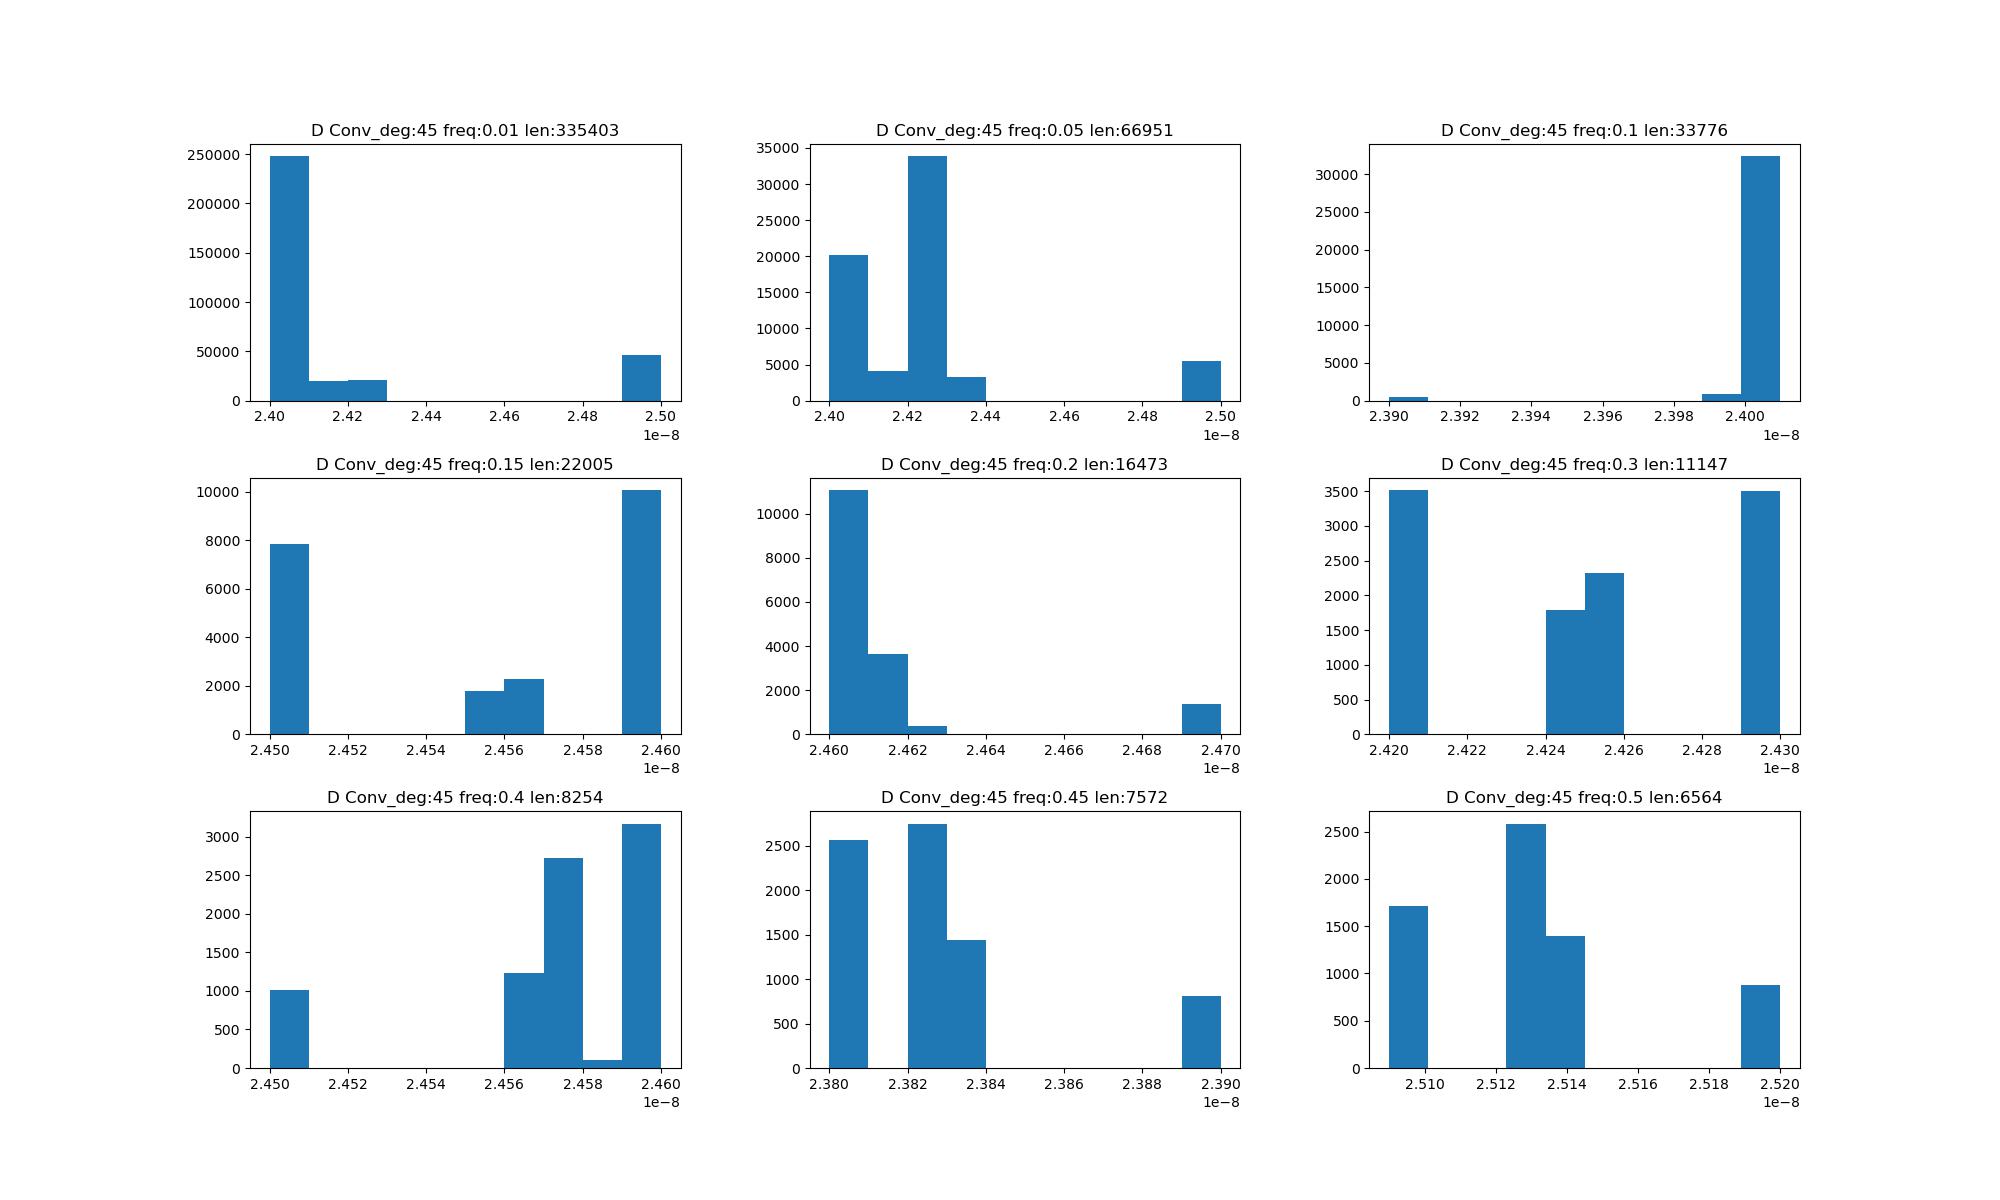 D Conv_deg:45 freq:0.01 len:335403
250000
200000
150000
100000
50000
0
2.40 2.42 2.44 2.46 2.48 2.50
1e−8
D Conv_deg:45 freq:0.05 len:66951
35000
30000
25000
20000
15000
10000
5000
0
2.40 2.42 2.44 2.46 2.48 2.50
1e−8
D Conv_deg:45 freq:0.1 len:33776
30000
25000
20000
15000
10000
5000
0
2.390 2.392 2.394 2.396 2.398 2.400
1e−8
D Conv_deg:45 freq:0.15 len:22005
10000
8000
6000
4000
2000
0
2.450 2.452 2.454 2.456 2.458 2.460
1e−8
D Conv_deg:45 freq:0.2 len:16473
10000
8000
6000
4000
2000
0
2.460 2.462 2.464 2.466 2.468 2.470
1e−8
D Conv_deg:45 freq:0.3 len:11147
3500
3000
2500
2000
1500
1000
500
0
2.420 2.422 2.424 2.426 2.428 2.430
1e−8
D Conv_deg:45 freq:0.4 len:8254
3000
2500
2000
1500
1000
500
0
2.450 2.452 2.454 2.456 2.458 2.460
1e−8
D Conv_deg:45 freq:0.45 len:7572
2500
2000
1500
1000
500
0
2.380 2.382 2.384 2.386 2.388 2.390
1e−8
D Conv_deg:45 freq:0.5 len:6564
2500
2000
1500
1000
500
0
2.510 2.512 2.514 2.516 2.518 2.520
1e−8